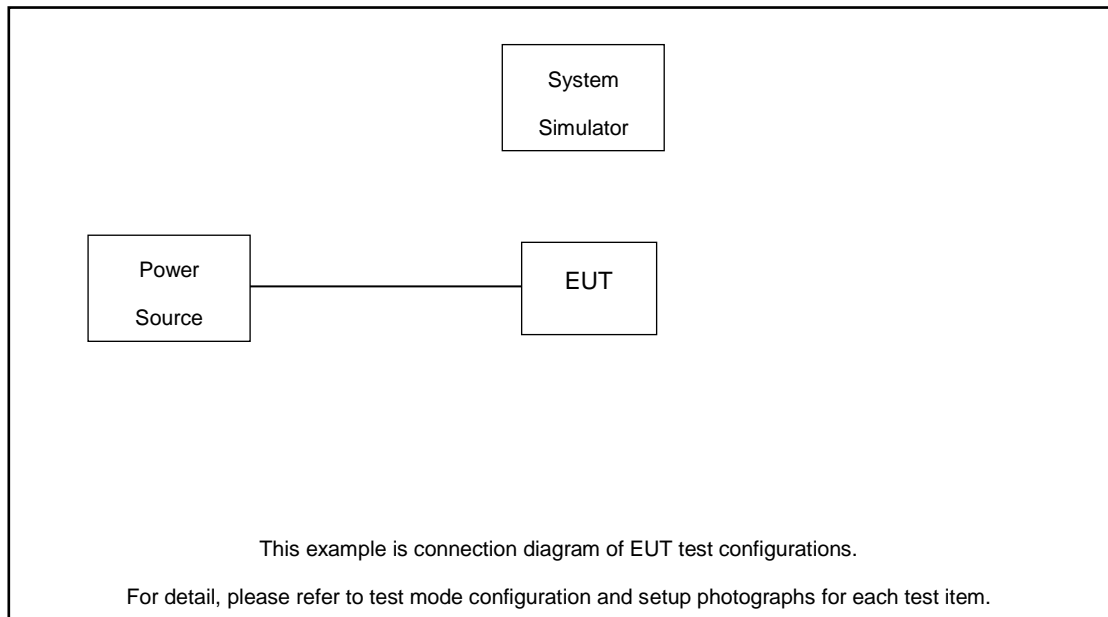 System
Simulator
Power
Source
EUT
This example is connection diagram of EUT test configurations.
For detail, please refer to test mode configuration and setup photographs for each test item.